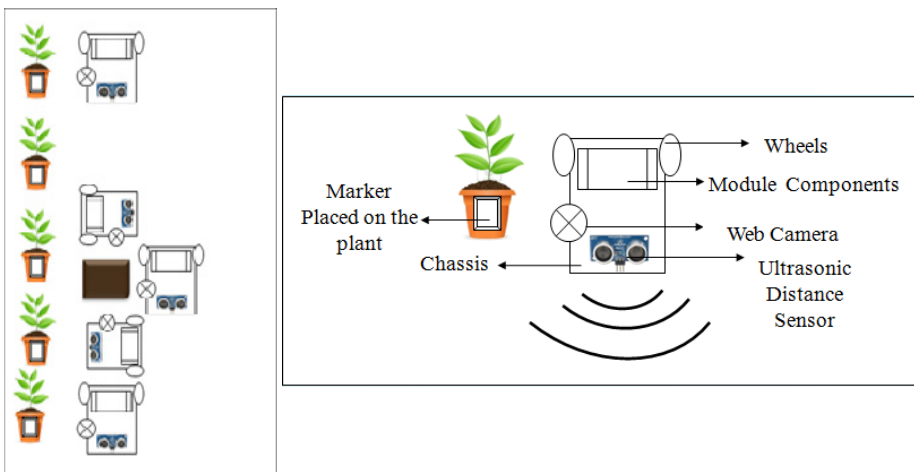 Wheels
Marker
Placed on the
plant
Module Components
Web Camera
Chassis
Ultrasonic
Distance
Sensor